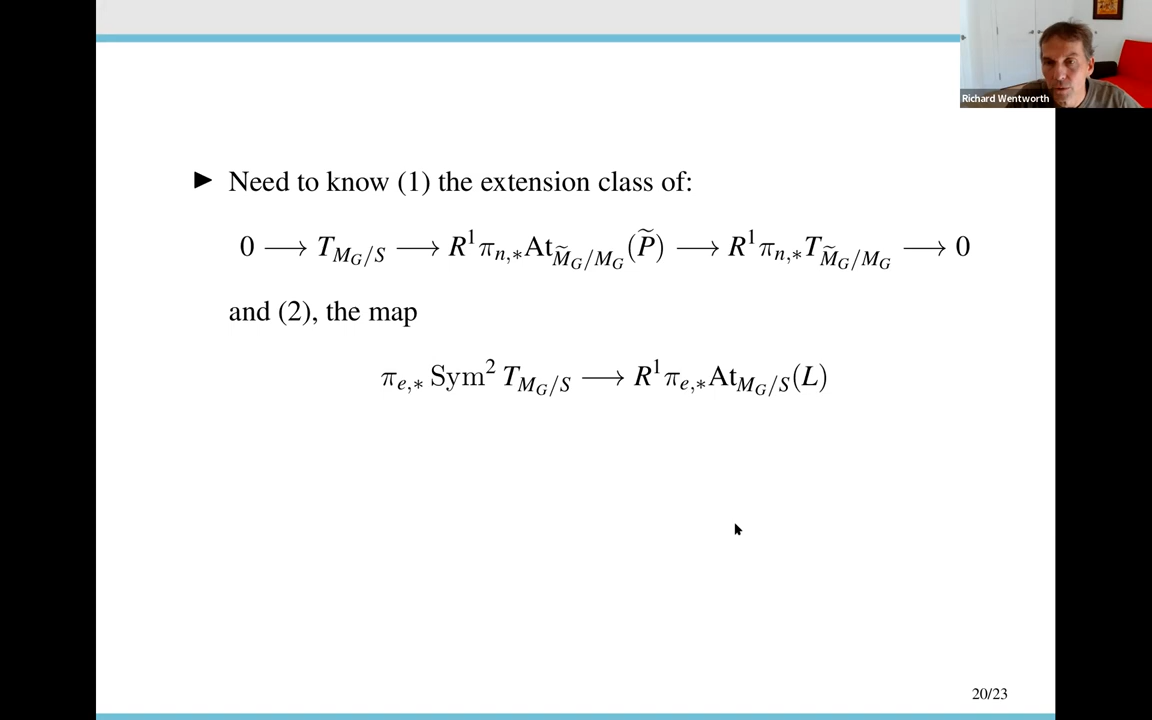 Richard Wentworth
▶ Need to know (1) the extension class of:
0 ⟶ T_{M_G/S} ⟶ R^1π_{n,*}At_{\widetilde{M}_G/M_G}(\widetilde{P}) ⟶ R^1π_{n,*}T_{\widetilde{M}_G/M_G} ⟶ 0
and (2), the map
π_{e,*} Sym^2 T_{M_G/S} ⟶ R^1π_{e,*}At_{M_G/S}(L)
20/23